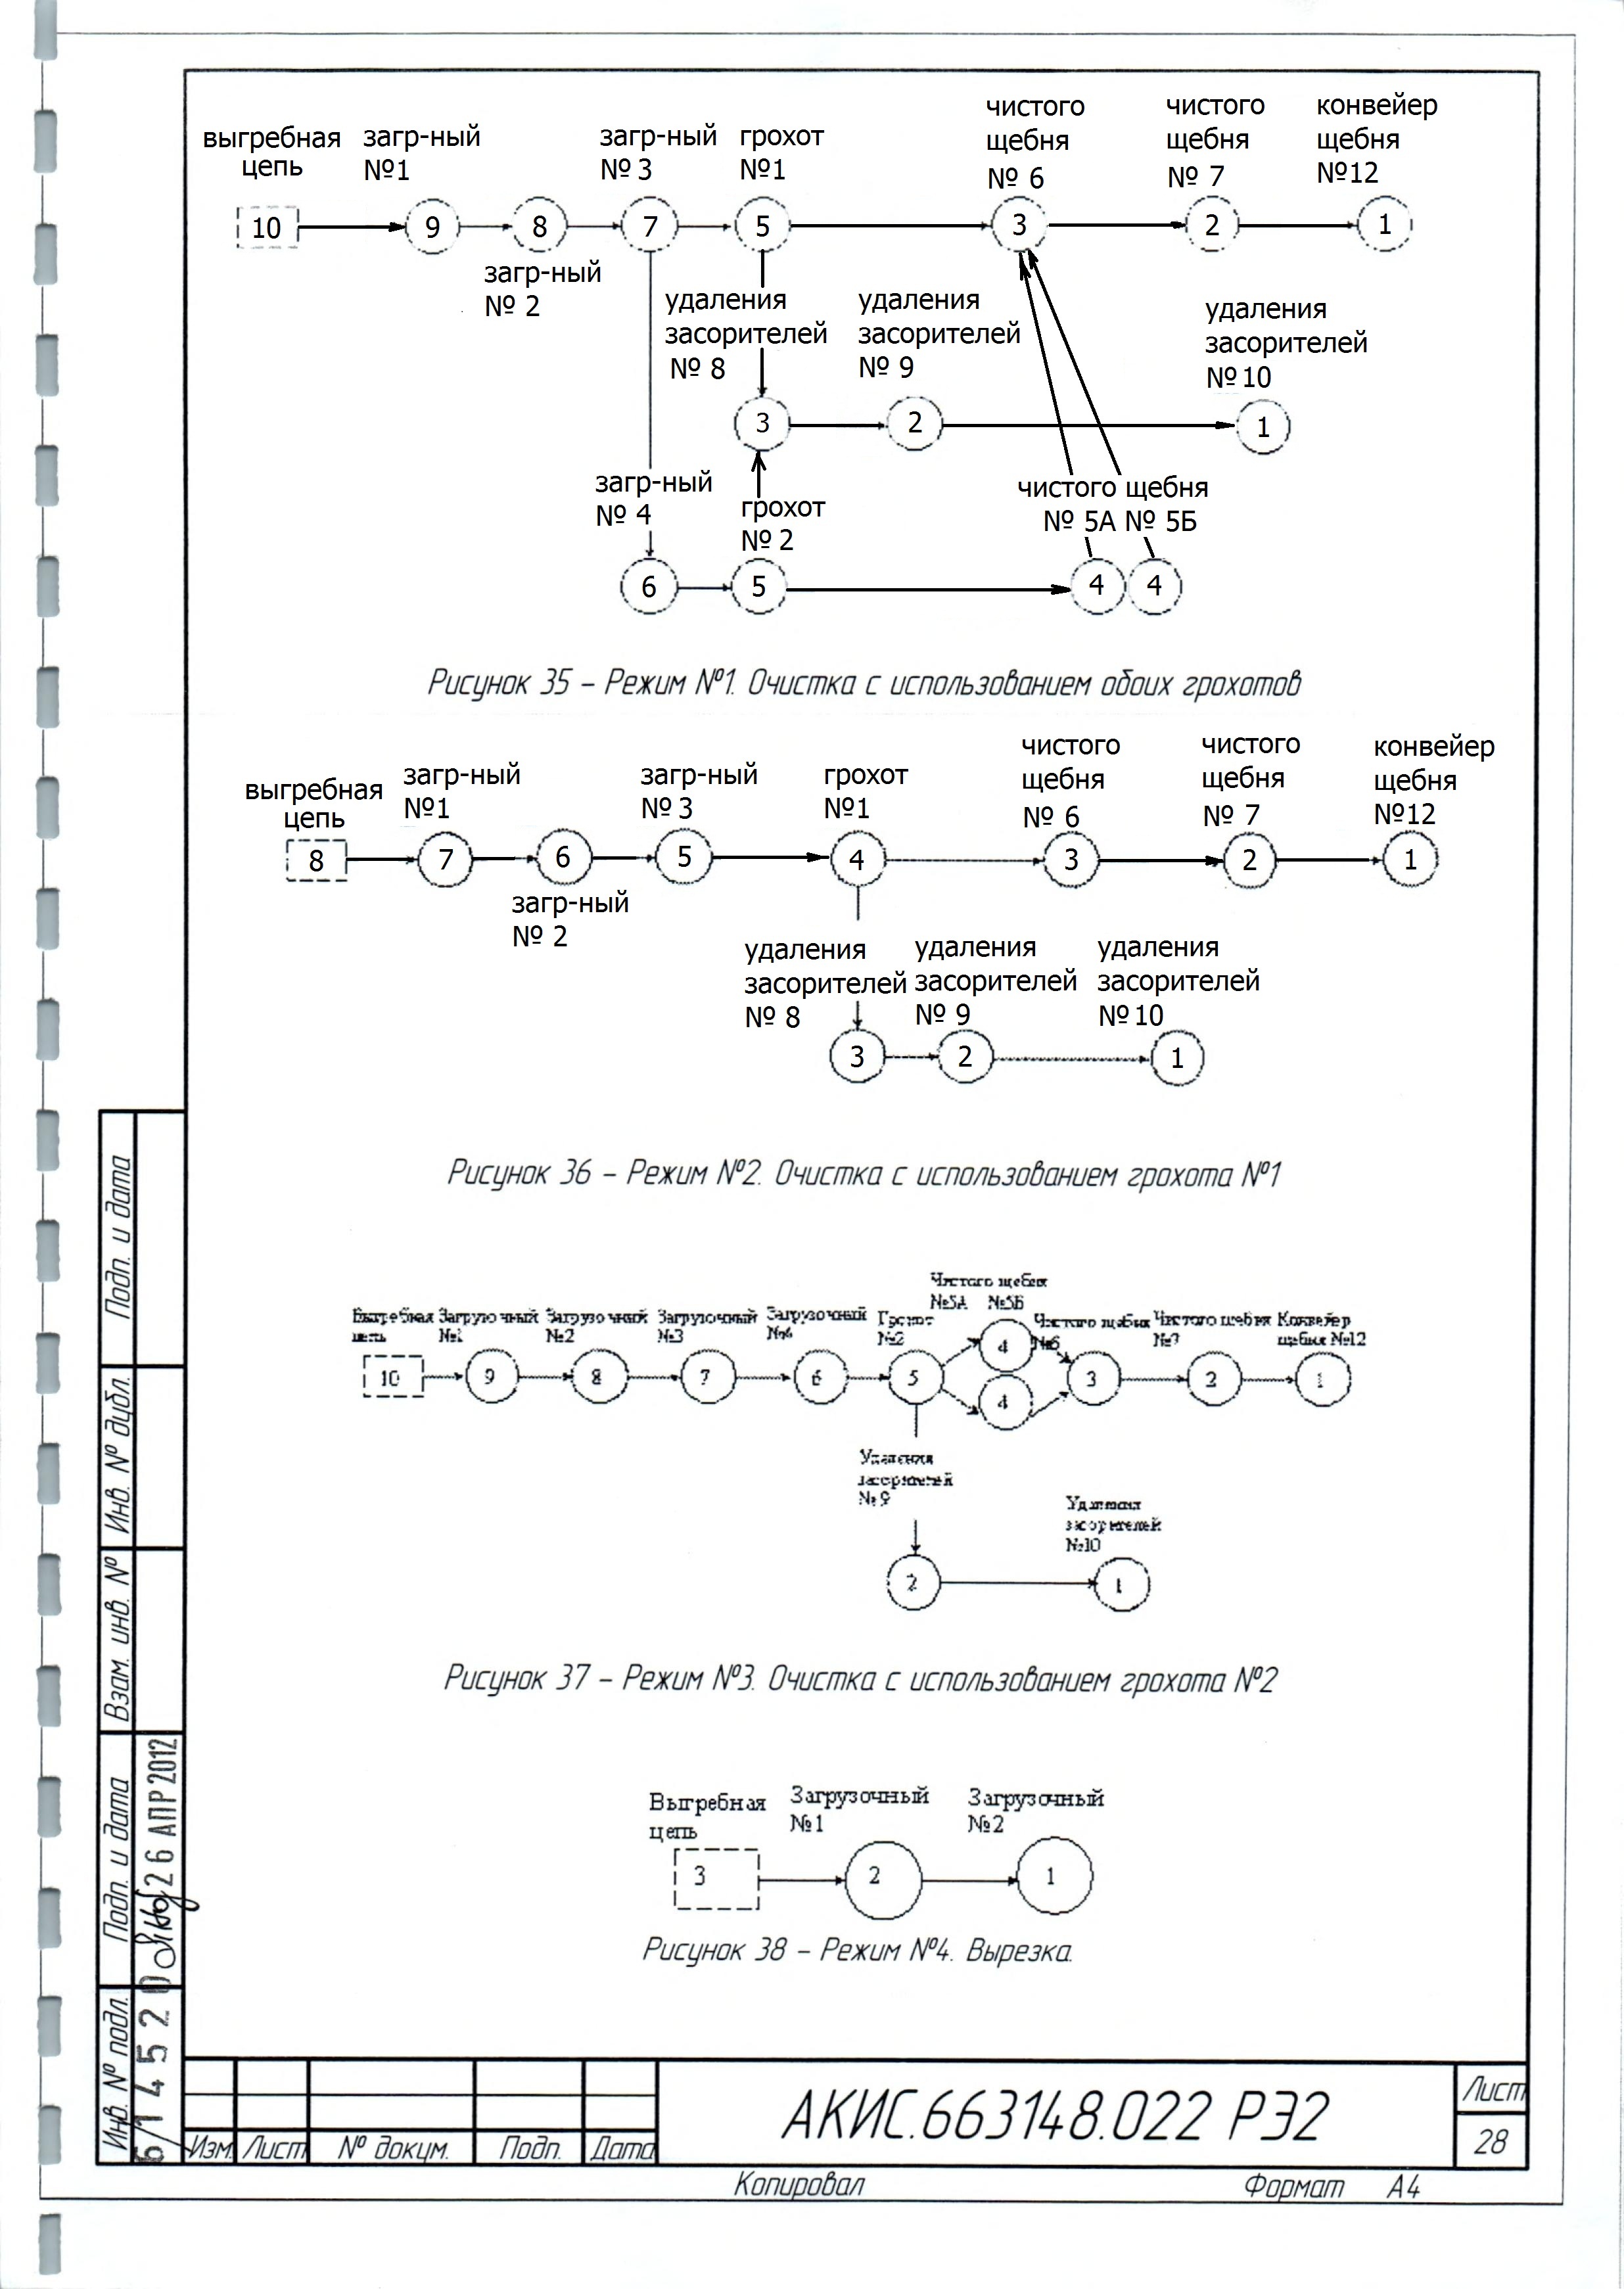 выгребная
цепь
загр-ный
№1
загр-ный
№ 3
грохот
№1
чистого
щебня
№ 6
чистого
щебня
№ 7
конвейер
щебня
№12
10
9
8
7
5
3
2
1
загр-ный
№ 2
удаления
засорителей
№ 8
удаления
засорителей
№ 9
удаления
засорителей
№ 10
3
2
1
загр-ный
№ 4
грохот
№ 2
чистого щебня
№ 5А № 5Б
6
5
4
4
Рисунок 35 – Режим №1. Очистка с использованием обоих грохотов
выгребная
цепь
загр-ный
№1
загр-ный
№ 3
грохот
№1
чистого
щебня
№ 6
чистого
щебня
№ 7
конвейер
щебня
№12
8
7
6
5
4
3
2
1
загр-ный
№ 2
удаления
засорителей
№ 8
удаления
засорителей
№ 9
удаления
засорителей
№ 10
3
2
1
Рисунок 36 – Режим №2. Очистка с использованием грохота №1
Выгребная
цепь
Загрузочный
№1
Загрузочный
№2
Загрузочный
№3
Загрузочный
№4
Грохот
№2
Чистого щебня
№5А №5Б
Чистого щебня
№6
Чистого щебня
№7
Конвейер
щебня №12
10
9
8
7
6
5
4
4
3
2
1
Удаления
засорителей
№9
Удаления
засорителей
№10
2
1
Рисунок 37 – Режим №3. Очистка с использованием грохота №2
Выгребная
цепь
Загрузочный
№1
Загрузочный
№2
3
2
1
Рисунок 38 – Режим №4. Вырезка.
Подп. и дата
Инв. № дубл.
Взам. инв. №
Подп. и дата
26 АПР 2012
Инв. № подл.
6/14520
Изм. Лист № докум. Подп. Дата
АКИС.663148.022 РЭ2
Лист
28
Копировал
Формат А4